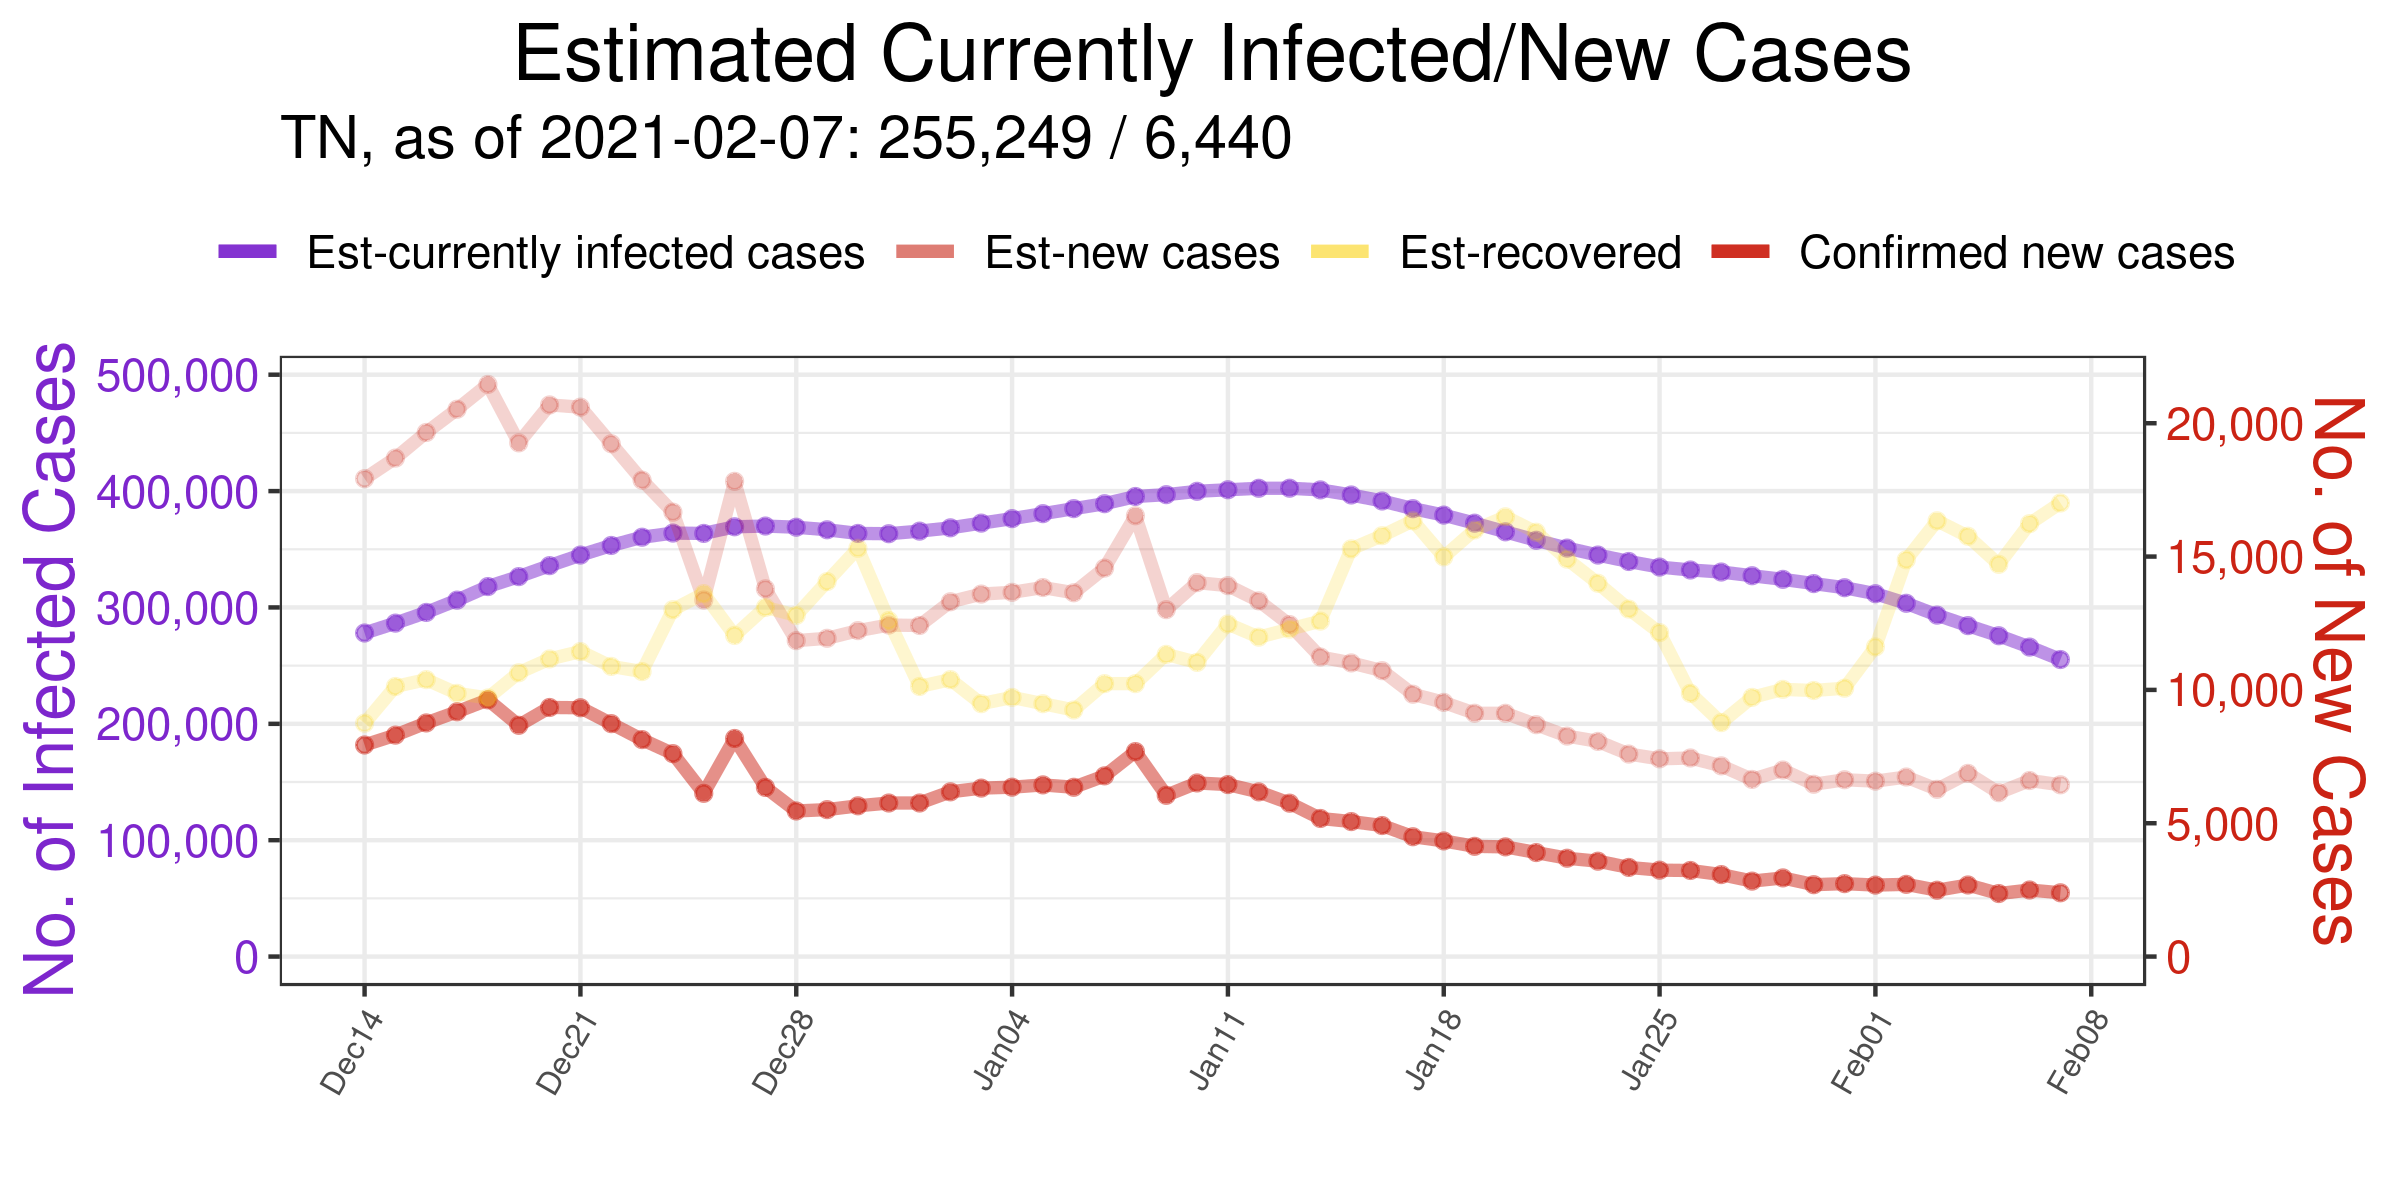 Estimated Currently Infected/New Cases
TN, as of 2021-02-07: 255,249 / 6,440
Est-currently infected cases Est-new cases Est-recovered Confirmed new cases
No. of Infected Cases
500,000
400,000
300,000
200,000
100,000
0
20,000
15,000
10,000
5,000
0
No. of New Cases
Dec14 Dec21 Dec28 Jan04 Jan11 Jan18 Jan25 Feb01 Feb08